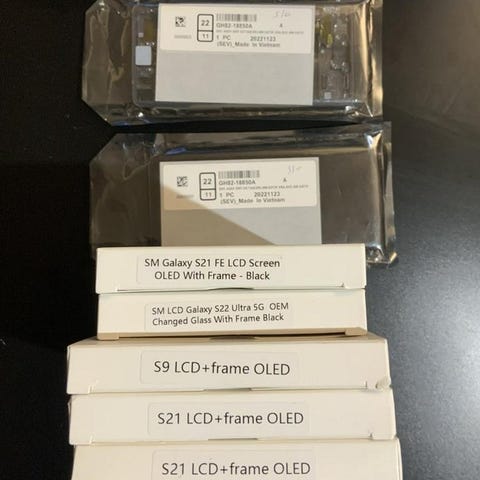 22
11
GH82-18850A
A
1 PC 20221123
(SEV)_Made in Vietnam
22
11
GH82-18850A
A
1 PC 20221123
(SEV)_Made in Vietnam
SM Galaxy S21 FE LCD Screen
OLED With Frame - Black
SM LCD Galaxy S22 Ultra 5G OEM
Changed Glass With Frame Black
S9 LCD+frame OLED
S21 LCD+frame OLED
S21 LCD+frame OLED